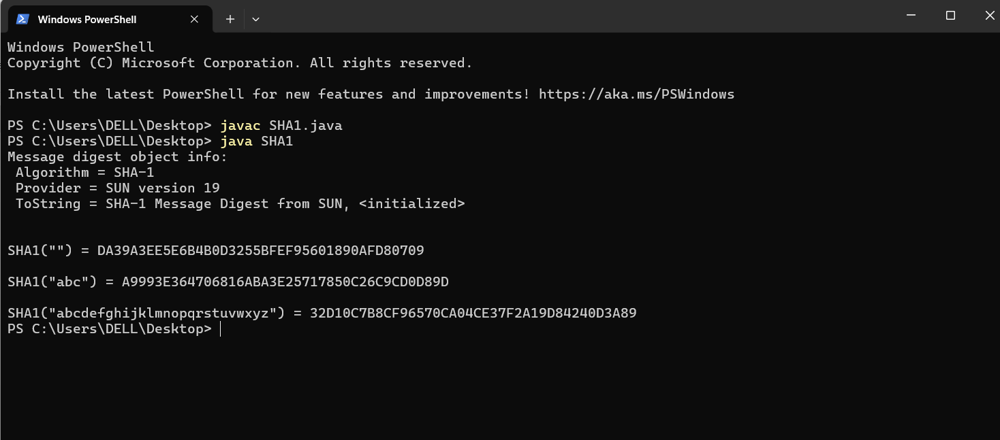 Windows PowerShell
Windows PowerShell
Copyright (C) Microsoft Corporation. All rights reserved.
Install the latest PowerShell for new features and improvements! https://aka.ms/PSWindows
PS C:\Users\DELL\Desktop> javac SHA1.java
PS C:\Users\DELL\Desktop> java SHA1
Message digest object info:
 Algorithm = SHA-1
 Provider = SUN version 19
 ToString = SHA-1 Message Digest from SUN, <initialized>
SHA1("") = DA39A3EE5E6B4B0D3255BFEF95601890AFD80709
SHA1("abc") = A9993E364706816ABA3E25717850C26C9CD0D89D
SHA1("abcdefghijklmnopqrstuvwxyz") = 32D10C7B8CF96570CA04CE37F2A19D84240D3A89
PS C:\Users\DELL\Desktop>